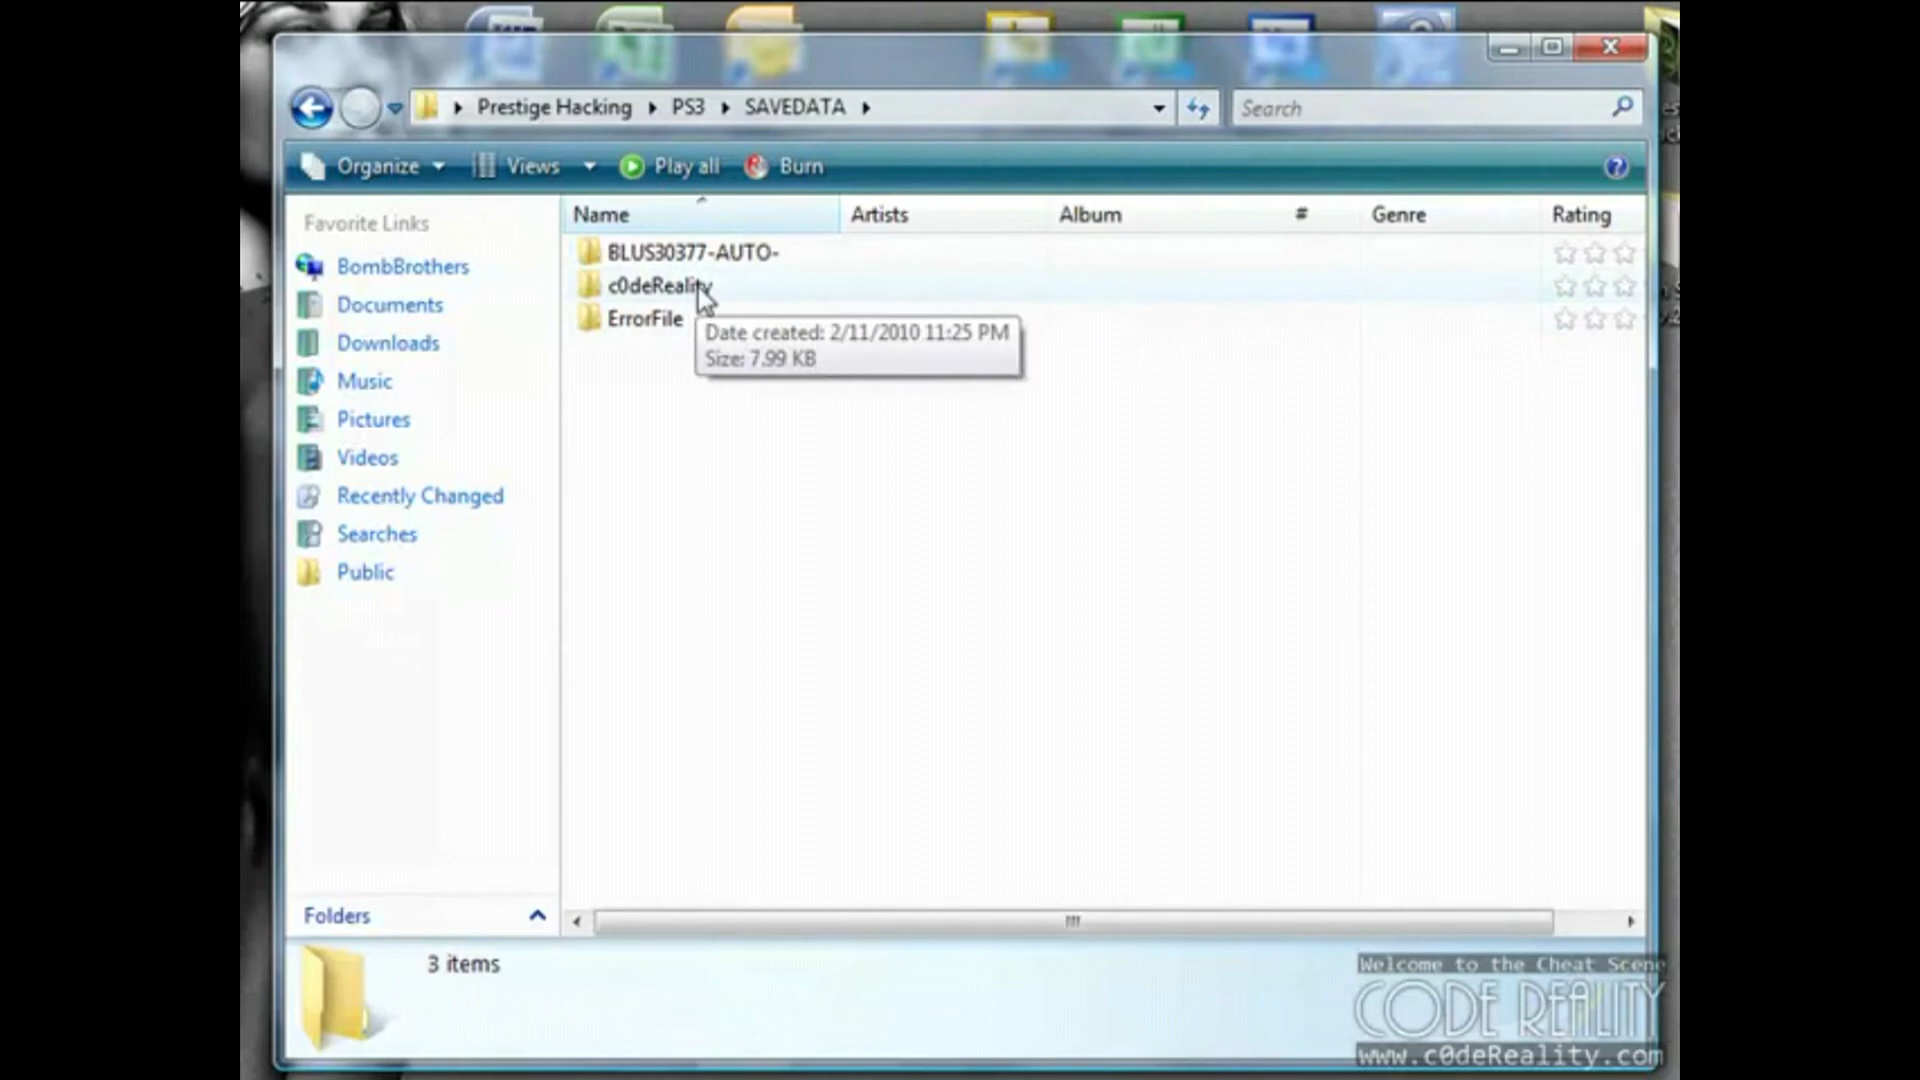 Prestige Hacking PS3 SAVEDATA
Search
Organize Views Play all Burn
Favorite Links
BombBrothers
Documents
Downloads
Music
Pictures
Videos
Recently Changed
Searches
Public
Folders
Name Artists Album # Genre Rating
BLUS30377-AUTO-
c0deReality
ErrorFile
Date created: 2/11/2010 11:25 PM
Size: 7.99 KB
3 items
Welcome to the Cheat Scene
CODE REALITY
www.c0deReality.com